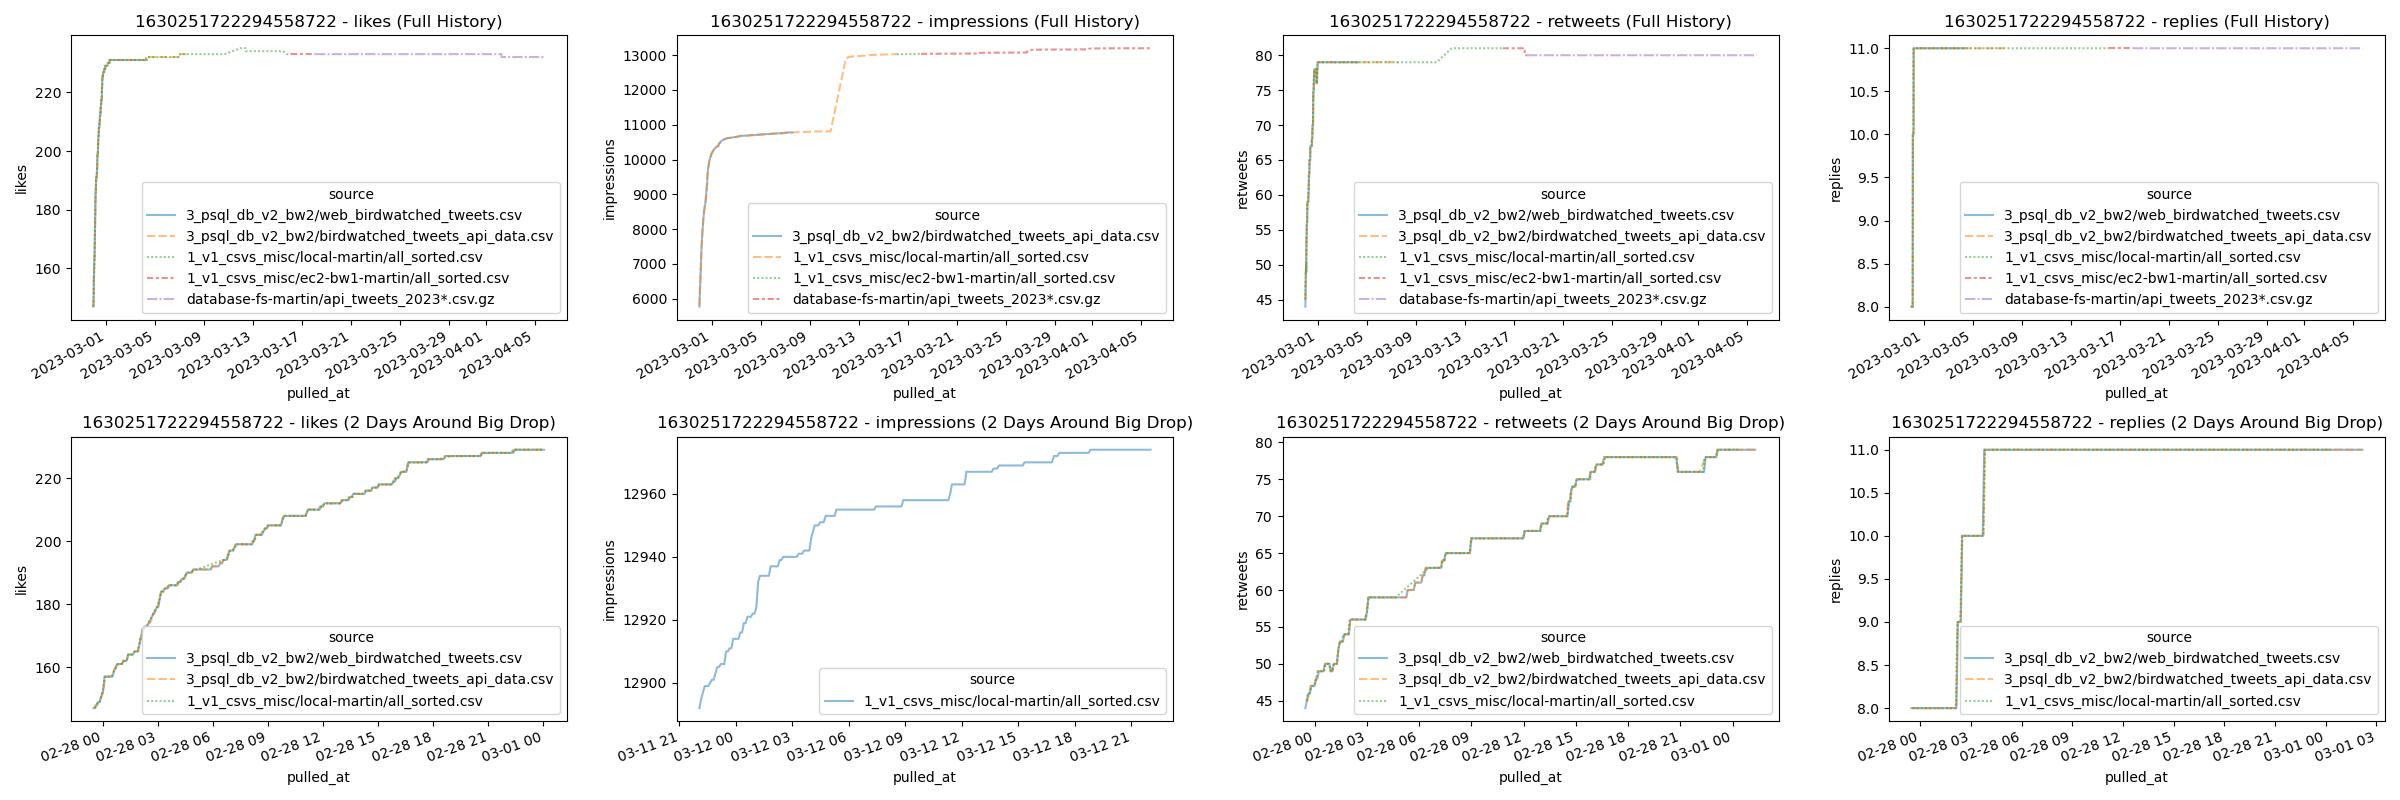 1630251722294558722 - likes (Full History)
likes
220
200
180
160
source
3_psql_db_v2_bw2/web_birdwatched_tweets.csv
3_psql_db_v2_bw2/birdwatched_tweets_api_data.csv
1_v1_csvs_misc/local-martin/all_sorted.csv
1_v1_csvs_misc/ec2-bw1-martin/all_sorted.csv
database-fs-martin/api_tweets_2023*.csv.gz
2023-03-01
2023-03-05
2023-03-09
2023-03-13
2023-03-17
2023-03-21
2023-03-25
2023-03-29
2023-04-01
2023-04-05
pulled_at
1630251722294558722 - impressions (Full History)
impressions
13000
12000
11000
10000
9000
8000
7000
6000
source
3_psql_db_v2_bw2/birdwatched_tweets_api_data.csv
1_v1_csvs_misc/local-martin/all_sorted.csv
1_v1_csvs_misc/ec2-bw1-martin/all_sorted.csv
database-fs-martin/api_tweets_2023*.csv.gz
2023-03-01
2023-03-05
2023-03-09
2023-03-13
2023-03-17
2023-03-21
2023-03-25
2023-03-29
2023-04-01
2023-04-05
pulled_at
1630251722294558722 - retweets (Full History)
retweets
80
75
70
65
60
55
50
45
source
3_psql_db_v2_bw2/web_birdwatched_tweets.csv
3_psql_db_v2_bw2/birdwatched_tweets_api_data.csv
1_v1_csvs_misc/local-martin/all_sorted.csv
1_v1_csvs_misc/ec2-bw1-martin/all_sorted.csv
database-fs-martin/api_tweets_2023*.csv.gz
2023-03-01
2023-03-05
2023-03-09
2023-03-13
2023-03-17
2023-03-21
2023-03-25
2023-03-29
2023-04-01
2023-04-05
pulled_at
1630251722294558722 - replies (Full History)
replies
11.0
10.5
10.0
9.5
9.0
8.5
8.0
source
3_psql_db_v2_bw2/web_birdwatched_tweets.csv
3_psql_db_v2_bw2/birdwatched_tweets_api_data.csv
1_v1_csvs_misc/local-martin/all_sorted.csv
1_v1_csvs_misc/ec2-bw1-martin/all_sorted.csv
database-fs-martin/api_tweets_2023*.csv.gz
2023-03-01
2023-03-05
2023-03-09
2023-03-13
2023-03-17
2023-03-21
2023-03-25
2023-03-29
2023-04-01
2023-04-05
pulled_at
1630251722294558722 - likes (2 Days Around Big Drop)
likes
220
200
180
160
source
3_psql_db_v2_bw2/web_birdwatched_tweets.csv
3_psql_db_v2_bw2/birdwatched_tweets_api_data.csv
1_v1_csvs_misc/local-martin/all_sorted.csv
02-28 00
02-28 03
02-28 06
02-28 09
02-28 12
02-28 15
02-28 18
02-28 21
03-01 00
pulled_at
1630251722294558722 - impressions (2 Days Around Big Drop)
impressions
12960
12940
12920
12900
source
1_v1_csvs_misc/local-martin/all_sorted.csv
03-11 21
03-12 00
03-12 03
03-12 06
03-12 09
03-12 12
03-12 15
03-12 18
03-12 21
pulled_at
1630251722294558722 - retweets (2 Days Around Big Drop)
retweets
80
75
70
65
60
55
50
45
source
3_psql_db_v2_bw2/web_birdwatched_tweets.csv
3_psql_db_v2_bw2/birdwatched_tweets_api_data.csv
1_v1_csvs_misc/local-martin/all_sorted.csv
02-28 00
02-28 03
02-28 06
02-28 09
02-28 12
02-28 15
02-28 18
02-28 21
03-01 00
pulled_at
1630251722294558722 - replies (2 Days Around Big Drop)
replies
11.0
10.5
10.0
9.5
9.0
8.5
8.0
source
3_psql_db_v2_bw2/web_birdwatched_tweets.csv
3_psql_db_v2_bw2/birdwatched_tweets_api_data.csv
1_v1_csvs_misc/local-martin/all_sorted.csv
02-28 00
02-28 03
02-28 06
02-28 09
02-28 12
02-28 15
02-28 18
02-28 21
03-01 00
03-01 03
pulled_at